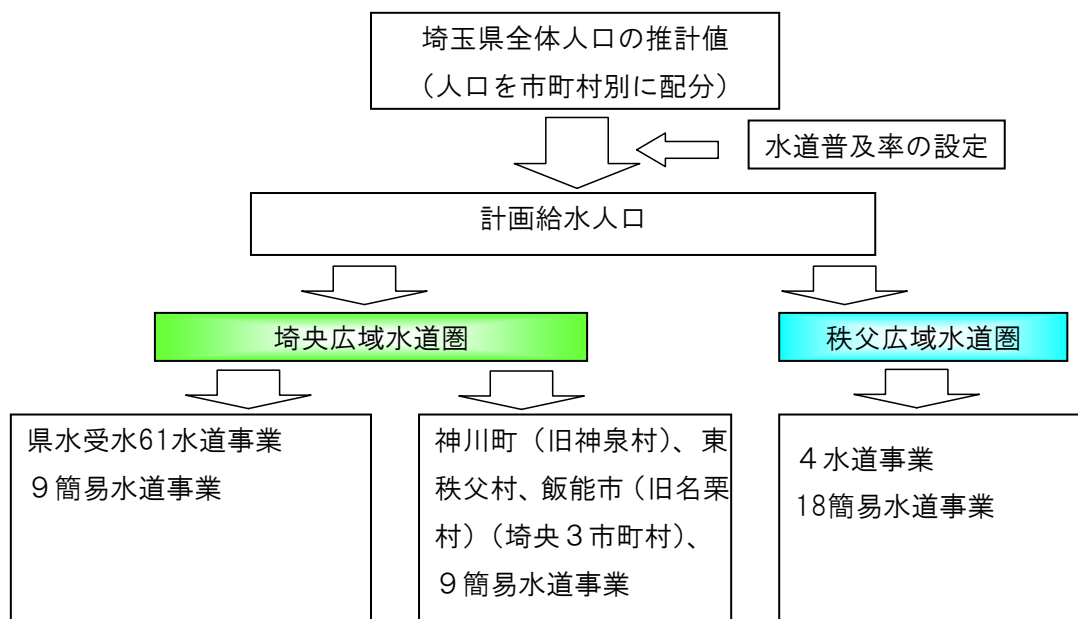 埼玉県全体人口の推計値
（人口を市町村別に配分）
水道普及率の設定
計画給水人口
埼央広域水道圏
秩父広域水道圏
県水受水61水道事業
９簡易水道事業
神川町（旧神泉村）、東
秩父村、飯能市（旧名栗
村）（埼央３市町村）、
９簡易水道事業
４水道事業
18簡易水道事業